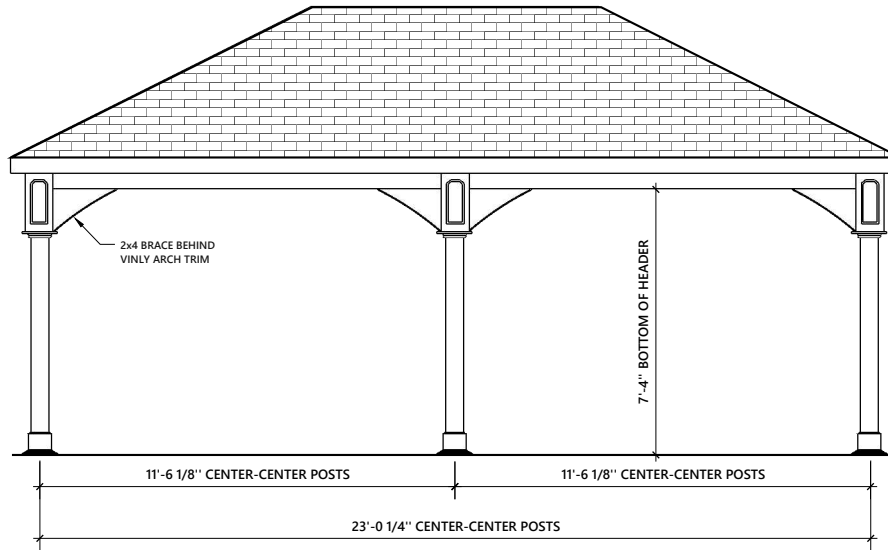 2x4 BRACE BEHIND
VINLY ARCH TRIM
7'-4" BOTTOM OF HEADER
11'-6 1/8" CENTER-CENTER POSTS
11'-6 1/8" CENTER-CENTER POSTS
23'-0 1/4" CENTER-CENTER POSTS